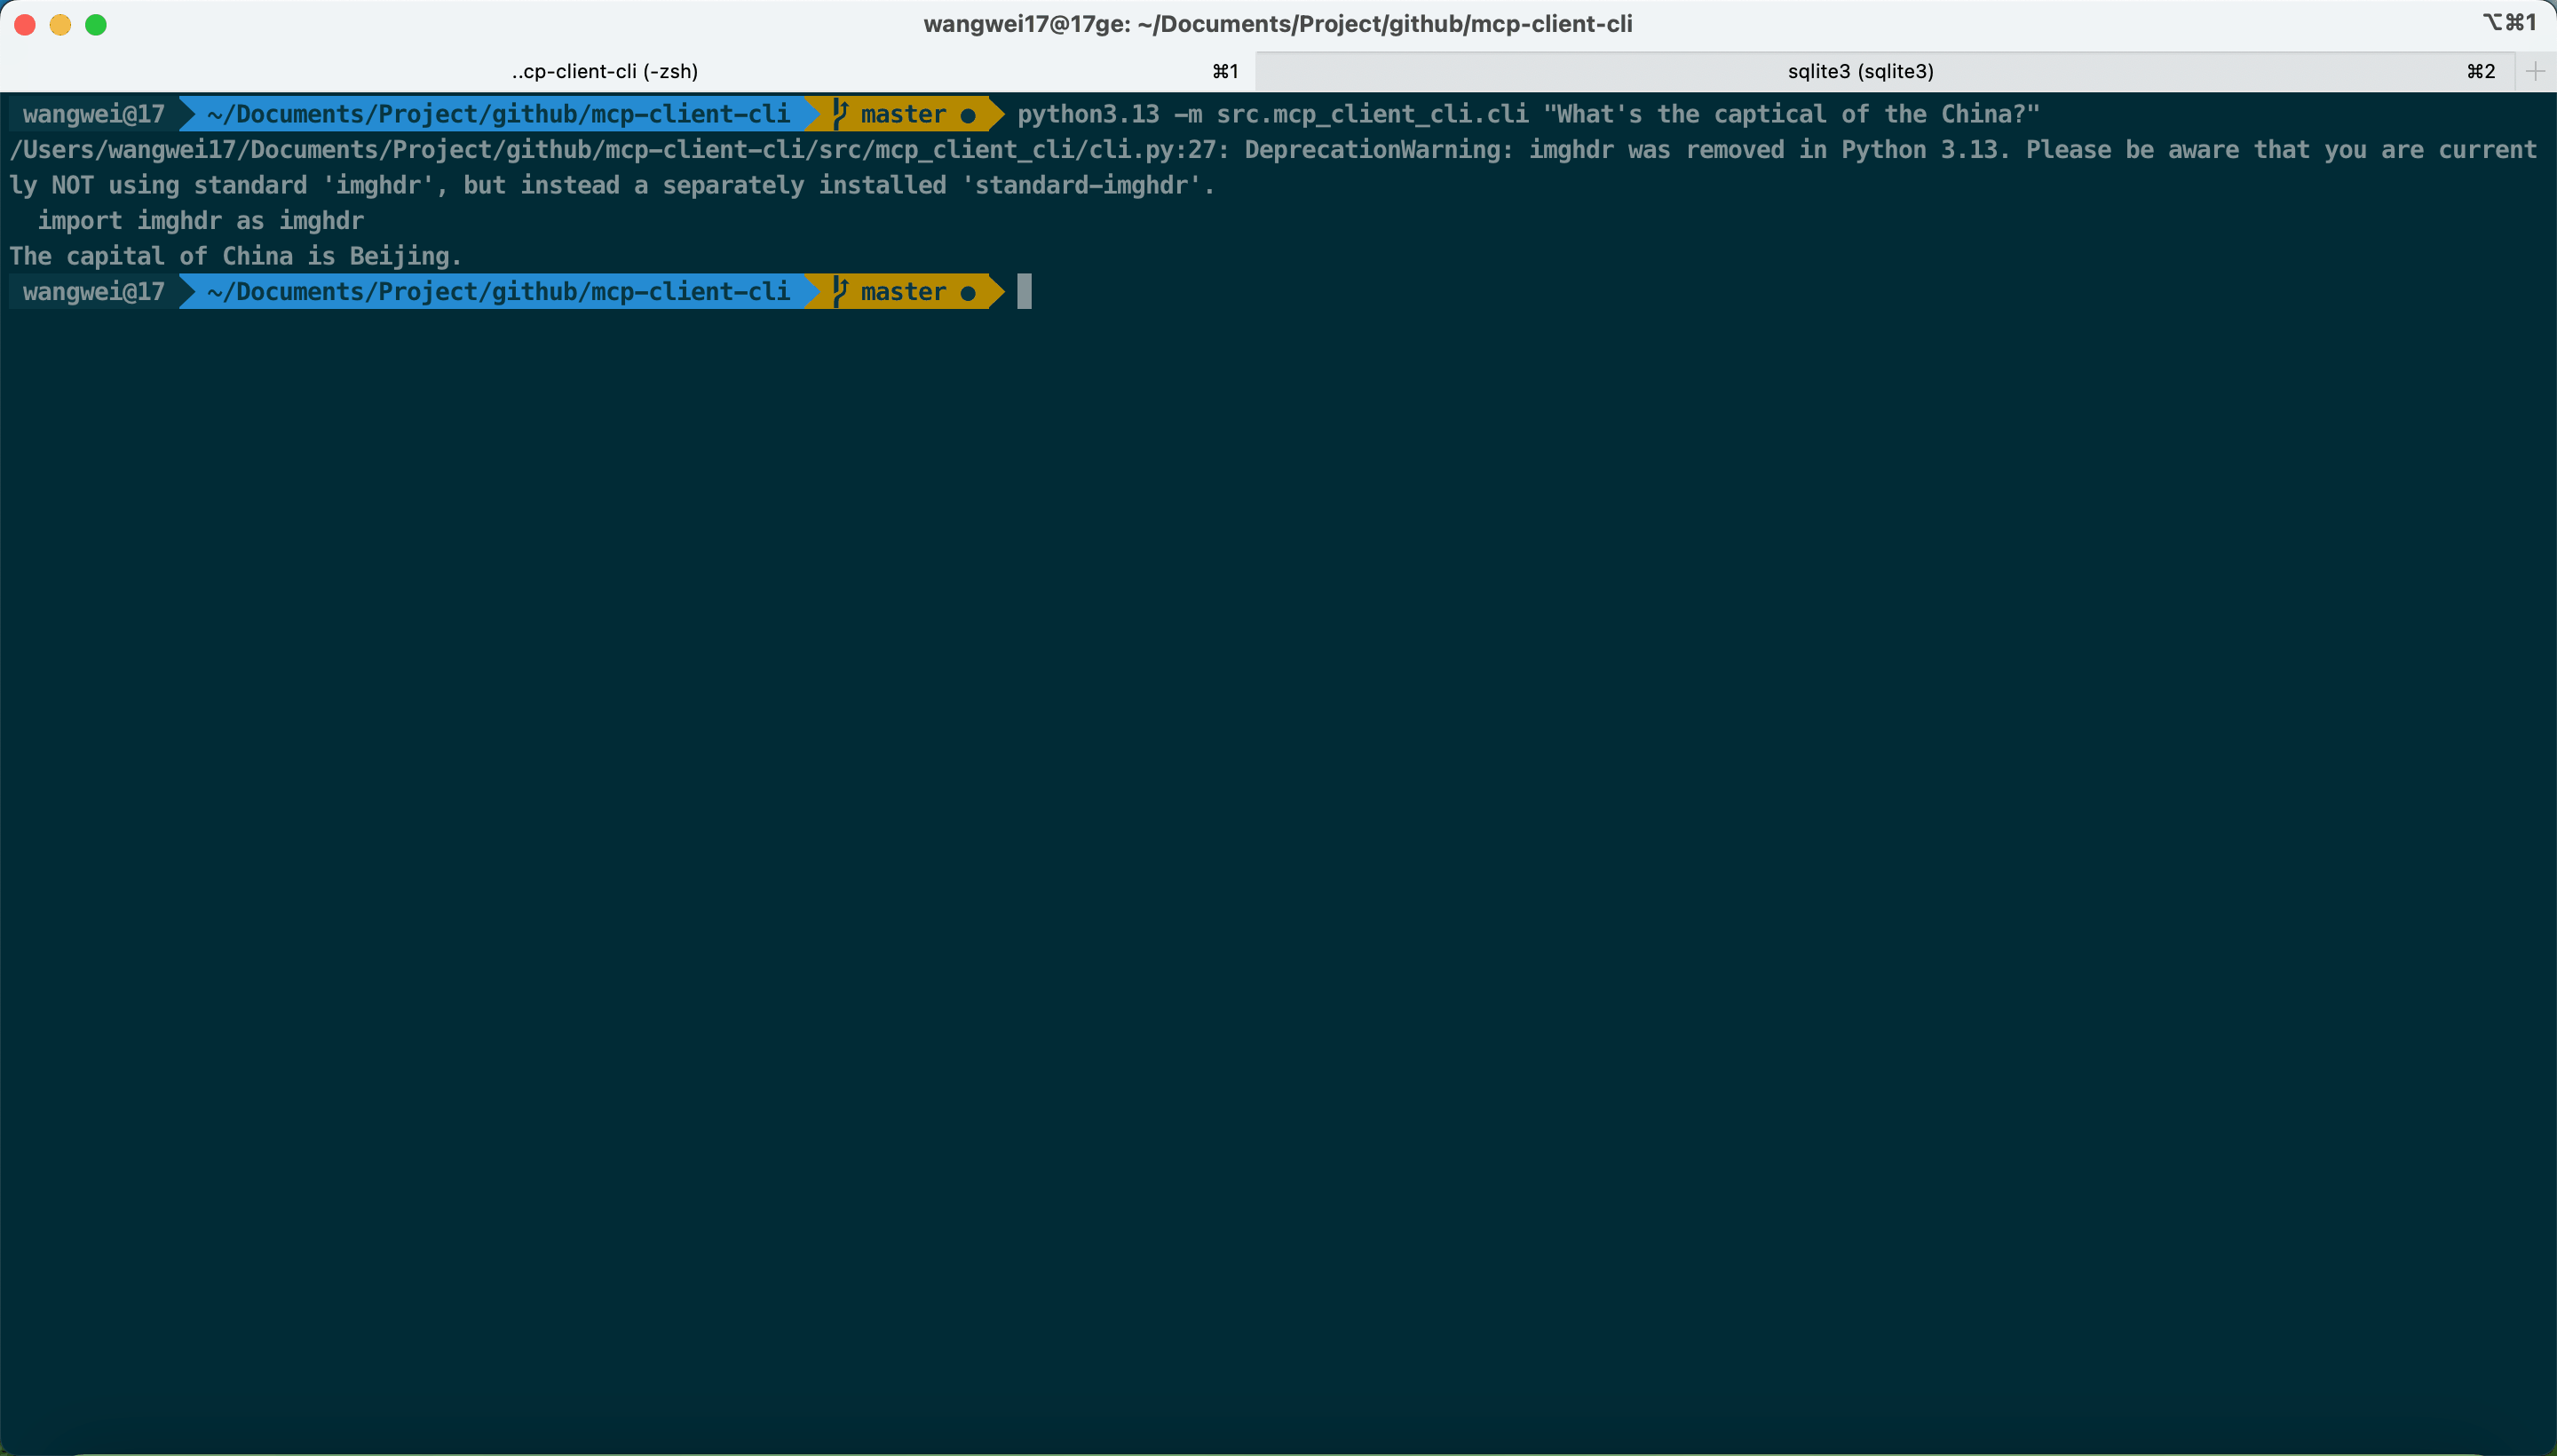 wangwei17@17ge: ~/Documents/Project/github/mcp-client-cli
⌥⌘1
..cp-client-cli (-zsh) ⌘1 sqlite3 (sqlite3) ⌘2
wangwei@17 ~/Documents/Project/github/mcp-client-cli master ● python3.13 -m src.mcp_client_cli.cli "What's the captical of the China?"
/Users/wangwei17/Documents/Project/github/mcp-client-cli/src/mcp_client_cli/cli.py:27: DeprecationWarning: imghdr was removed in Python 3.13. Please be aware that you are current
ly NOT using standard 'imghdr', but instead a separately installed 'standard-imghdr'.
import imghdr as imghdr
The capital of China is Beijing.
wangwei@17 ~/Documents/Project/github/mcp-client-cli master ●